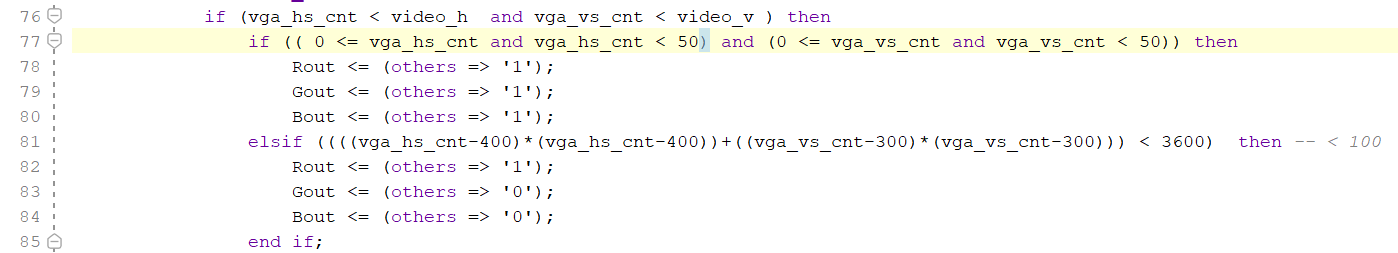 76 if (vga_hs_cnt < video_h  and vga_vs_cnt < video_v ) then
77 if (( 0 <= vga_hs_cnt and vga_hs_cnt < 50) and (0 <= vga_vs_cnt and vga_vs_cnt < 50)) then
78 Rout <= (others => '1');
79 Gout <= (others => '1');
80 Bout <= (others => '1');
81 elsif ((((vga_hs_cnt-400)*(vga_hs_cnt-400))+((vga_vs_cnt-300)*(vga_vs_cnt-300))) < 3600)  then -- < 100
82 Rout <= (others => '1');
83 Gout <= (others => '0');
84 Bout <= (others => '0');
85 end if;